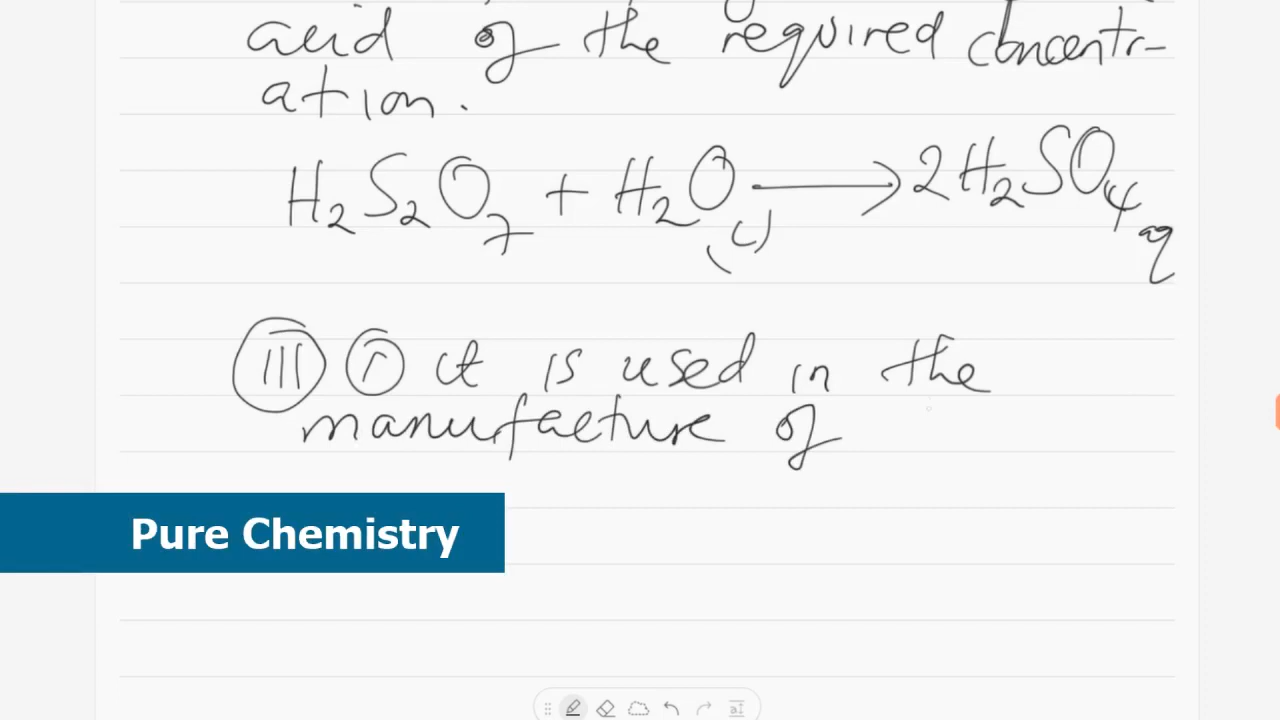 acid of the required concentr-
ation.
H₂S₂O₇ + H₂O(l) ⟶ 2H₂SO₄ aq
(III) (i) it is used in the
manufacture of
Pure Chemistry